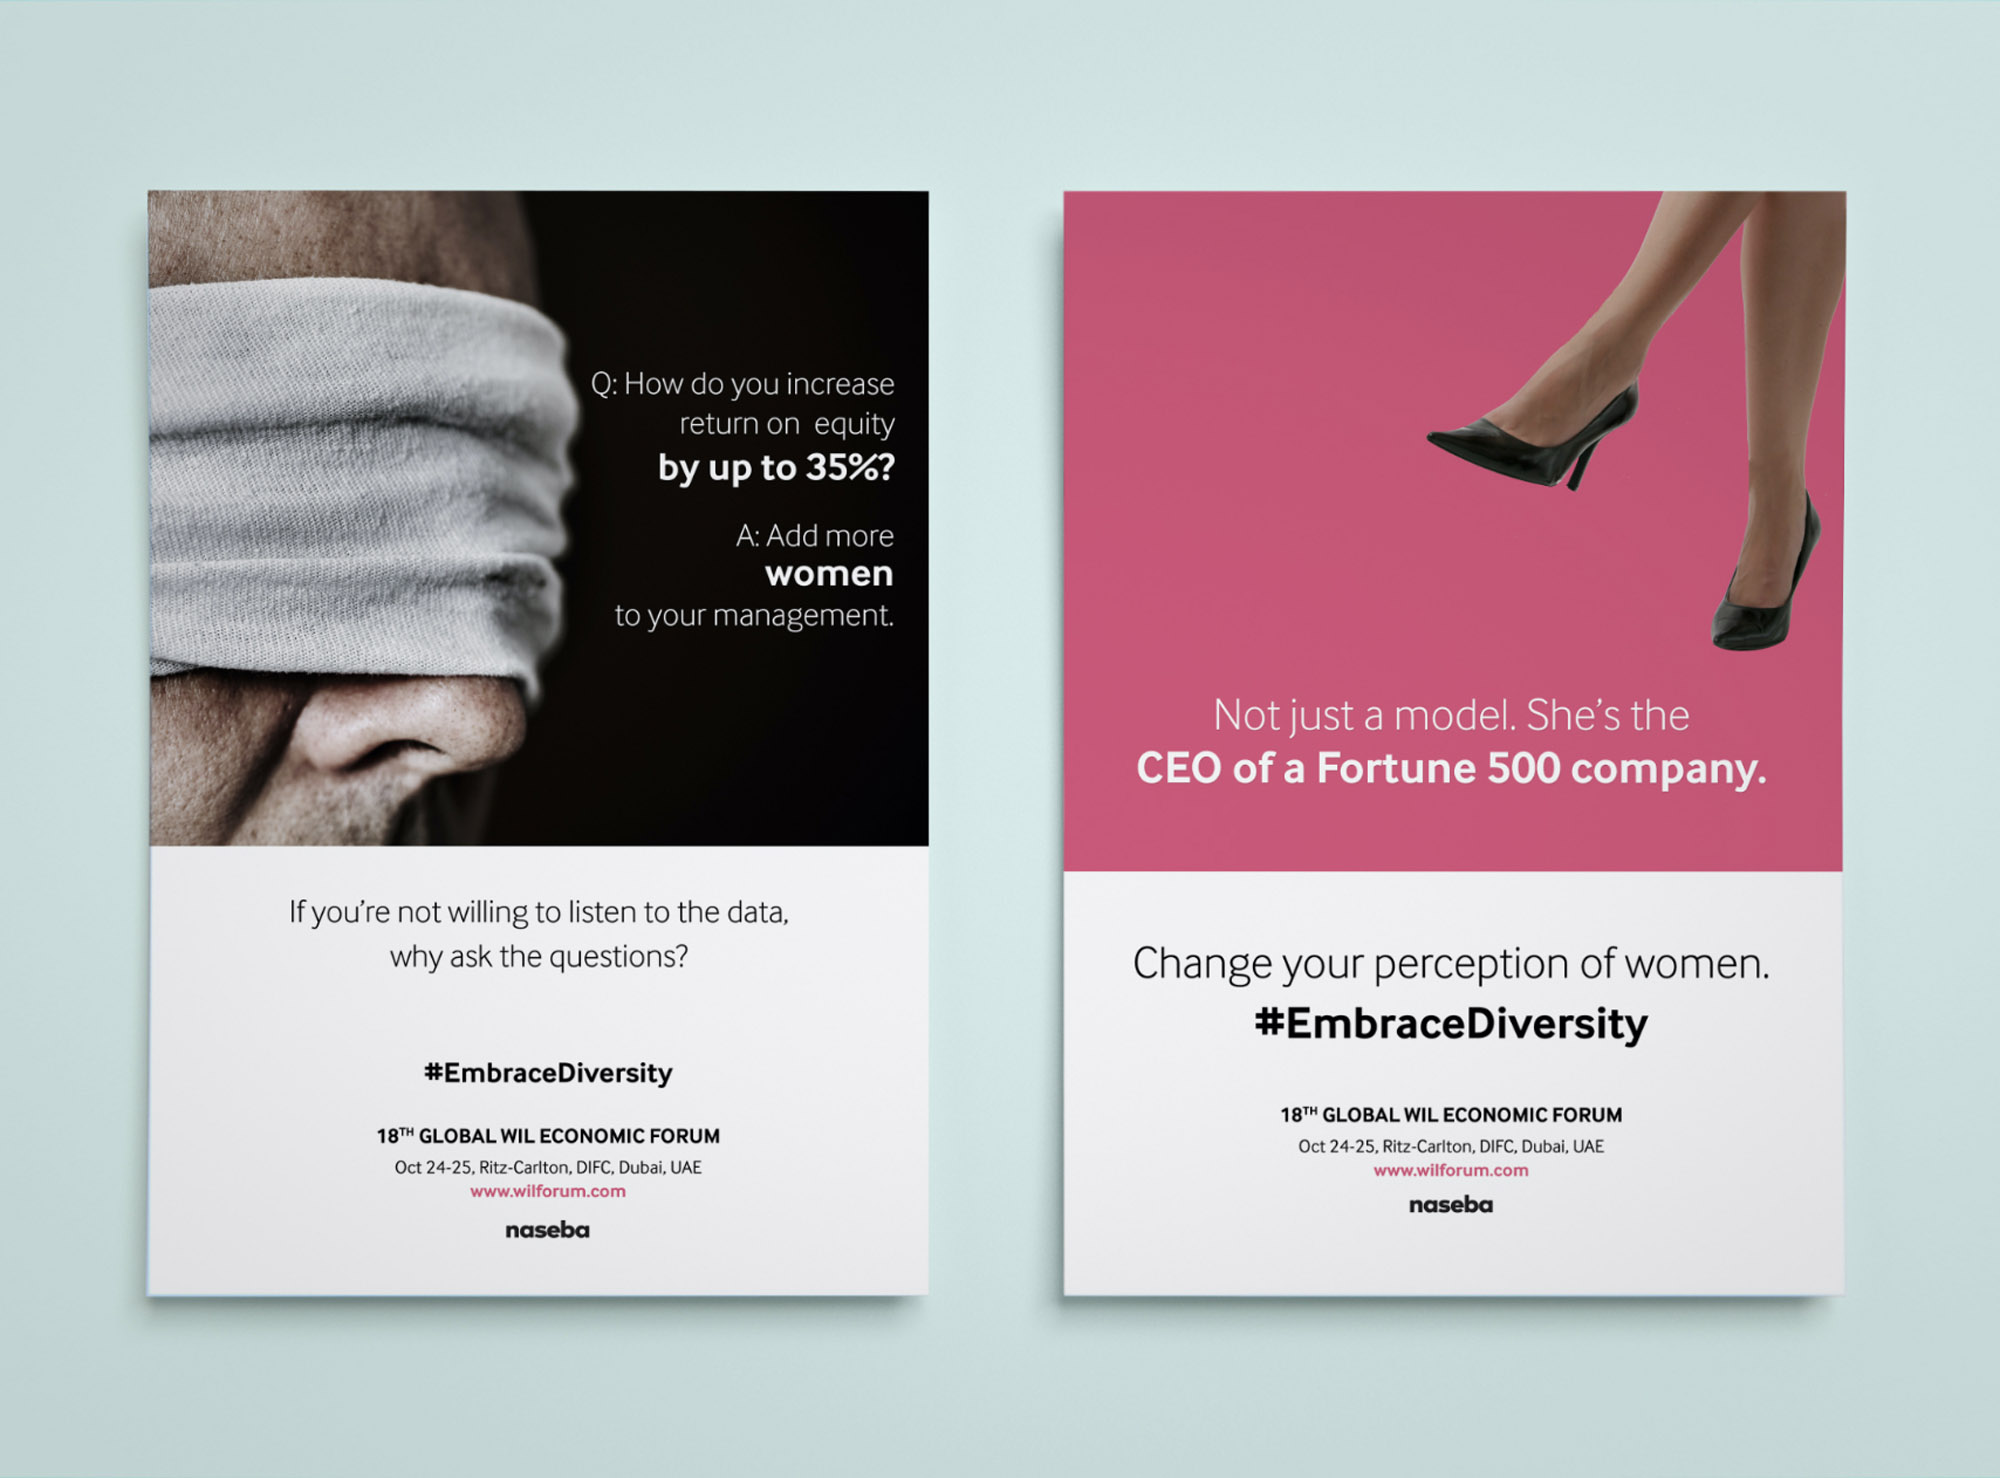 Q: How do you increase
return on equity
by up to 35%?
A: Add more
women
to your management.
If you're not willing to listen to the data,
why ask the questions?
#EmbraceDiversity
18TH GLOBAL WIL ECONOMIC FORUM
Oct 24-25, Ritz-Carlton, DIFC, Dubai, UAE
www.wilforum.com
naseba
Not just a model. She's the
CEO of a Fortune 500 company.
Change your perception of women.
#EmbraceDiversity
18TH GLOBAL WIL ECONOMIC FORUM
Oct 24-25, Ritz-Carlton, DIFC, Dubai, UAE
www.wilforum.com
naseba